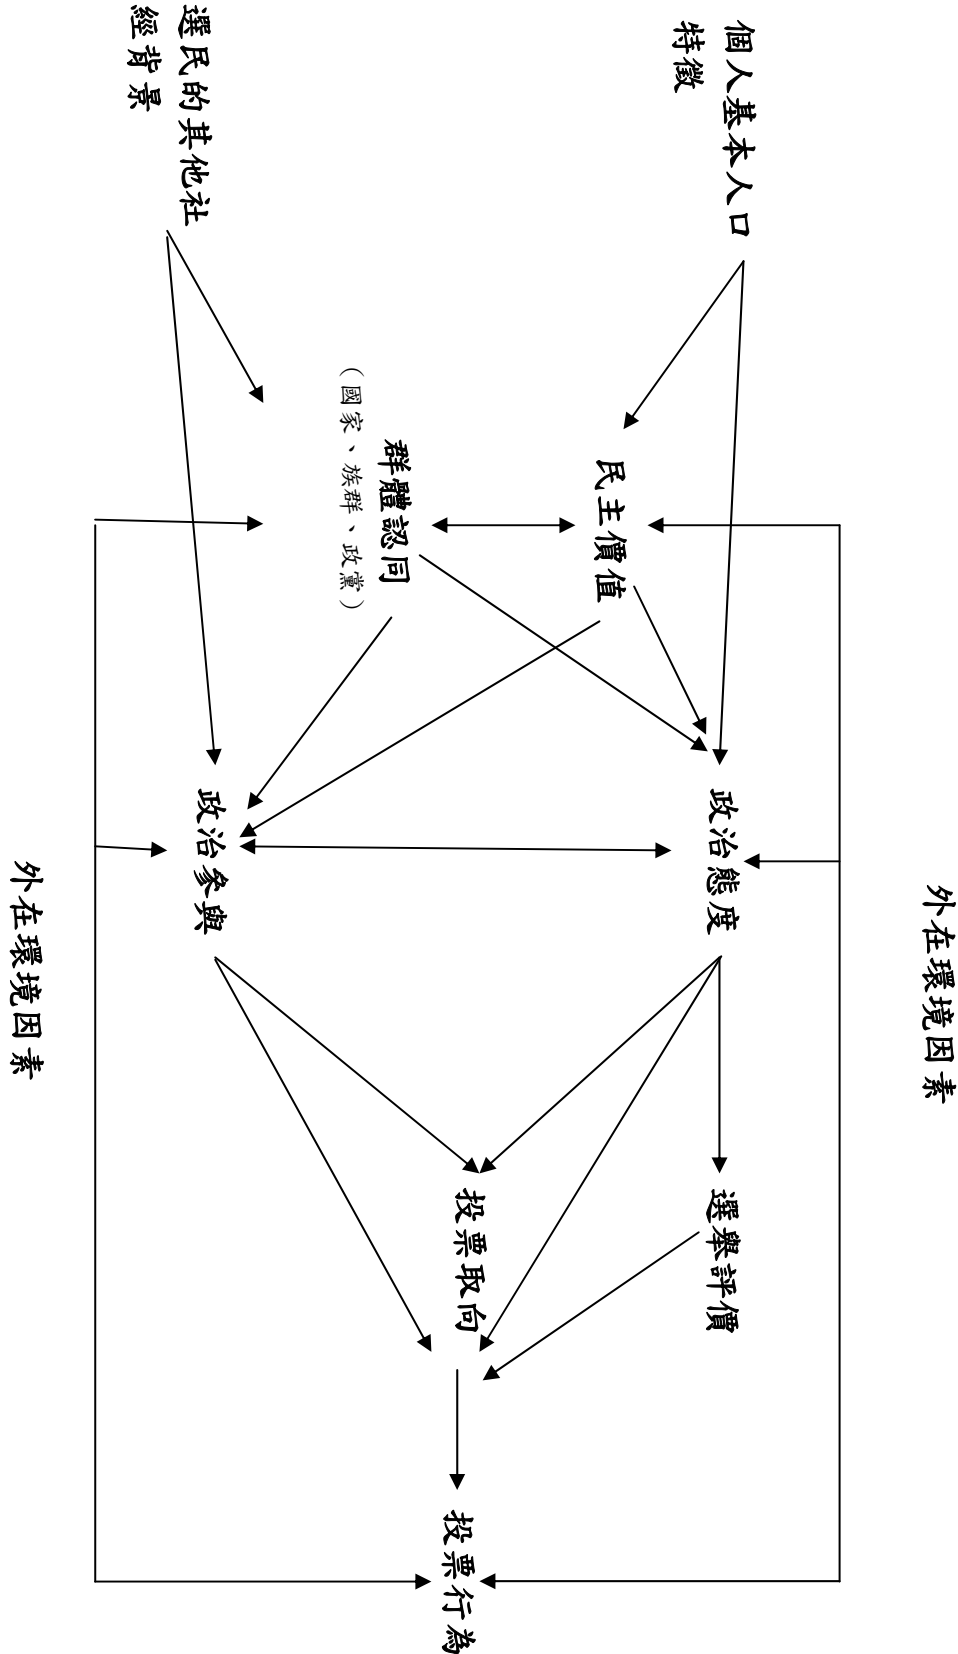 外在環境因素
個人基本人口
特徵
民主價值
政治態度
選舉評價
群體認同
（國家、族群、政黨）
投票取向
投票行為
選民的其他社
經背景
政治參與
外在環境因素